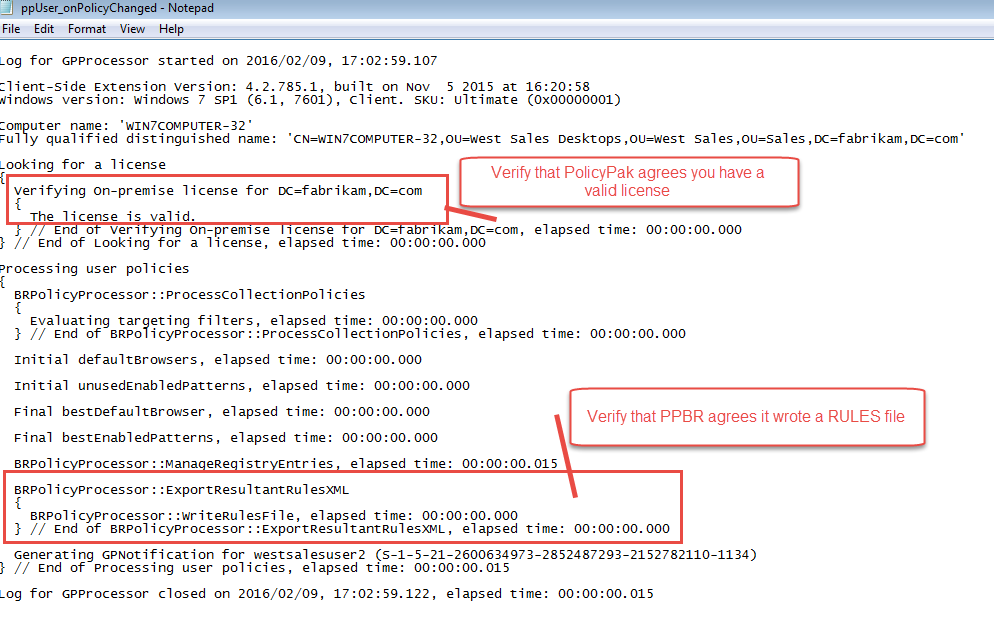 ppUser_onPolicyChanged - Notepad
File Edit Format View Help
Log for GPProcessor started on 2016/02/09, 17:02:59.107
Client-Side Extension Version: 4.2.785.1, built on Nov  5 2015 at 16:20:58
Windows version: Windows 7 SP1 (6.1, 7601), Client. SKU: Ultimate (0x00000001)
Computer name: 'WIN7COMPUTER-32'
Fully qualified distinguished name: 'CN=WIN7COMPUTER-32,OU=West Sales Desktops,OU=West Sales,OU=Sales,DC=fabrikam,DC=com'
Looking for a license
{
Verifying On-premise license for DC=fabrikam,DC=com
{
The license is valid.
} // End of Verifying On-premise license for DC=fabrikam,DC=com, elapsed time: 00:00:00.000
} // End of Looking for a license, elapsed time: 00:00:00.000
Verify that PolicyPak agrees you have a
valid license
Processing user policies
{
BRPolicyProcessor::ProcessCollectionPolicies
{
Evaluating targeting filters, elapsed time: 00:00:00.000
} // End of BRPolicyProcessor::ProcessCollectionPolicies, elapsed time: 00:00:00.000
Initial defaultBrowsers, elapsed time: 00:00:00.000
Initial unusedEnabledPatterns, elapsed time: 00:00:00.000
Final bestDefaultBrowser, elapsed time: 00:00:00.000
Final bestEnabledPatterns, elapsed time: 00:00:00.000
Verify that PPBR agrees it wrote a RULES file
BRPolicyProcessor::ManageRegistryEntries, elapsed time: 00:00:00.015
BRPolicyProcessor::ExportResultantRulesXML
{
BRPolicyProcessor::WriteRulesFile, elapsed time: 00:00:00.000
} // End of BRPolicyProcessor::ExportResultantRulesXML, elapsed time: 00:00:00.000
Generating GPNotification for westsalesuser2 (S-1-5-21-2600634973-2852487293-2152782110-1134)
} // End of Processing user policies, elapsed time: 00:00:00.015
Log for GPProcessor closed on 2016/02/09, 17:02:59.122, elapsed time: 00:00:00.015